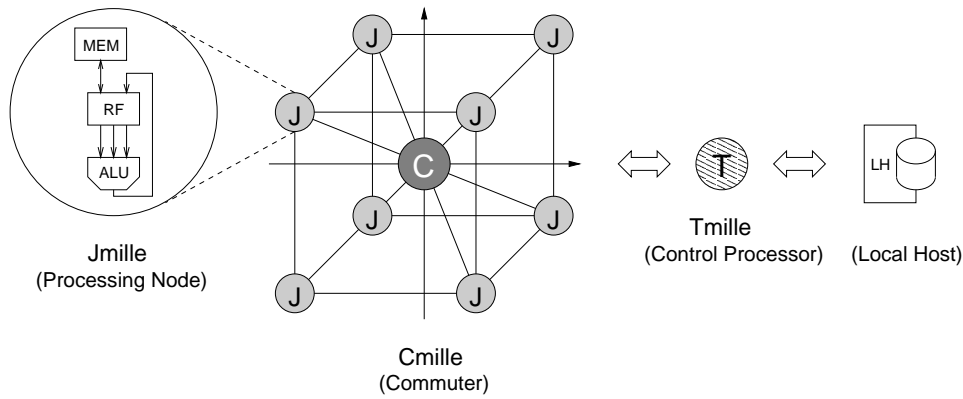 MEM
RF
ALU
Jmille
(Processing Node)
J
J
J
J
C
J
J
J
J
Cmille
(Commuter)
T
Tmille
(Control Processor)
LH
(Local Host)